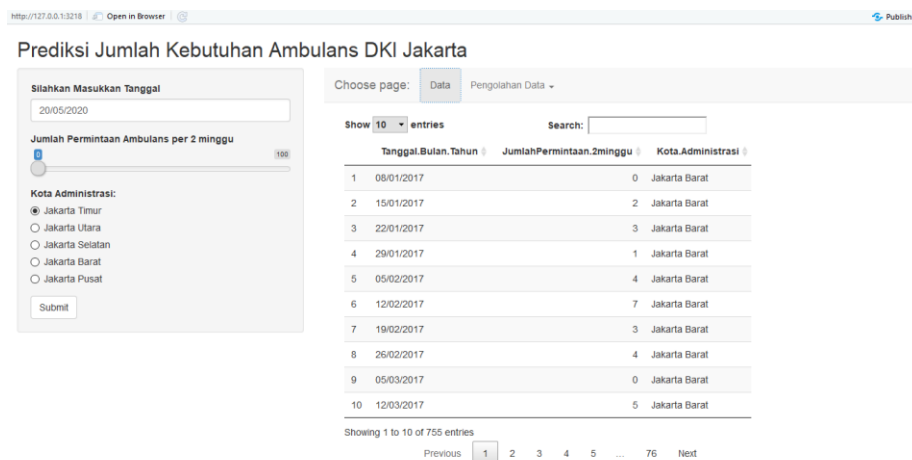 http://127.0.0.1:3218 Open in Browser Publish
Prediksi Jumlah Kebutuhan Ambulans DKI Jakarta
Silahkan Masukkan Tanggal
20/05/2020
Jumlah Permintaan Ambulans per 2 minggu
0 100
Kota Administrasi:
Jakarta Timur
Jakarta Utara
Jakarta Selatan
Jakarta Barat
Jakarta Pusat
Submit
Choose page: Data Pengolahan Data
Show 10 entries Search:
Tanggal.Bulan.Tahun JumlahPermintaan.2minggu Kota.Administrasi
1 08/01/2017 0 Jakarta Barat
2 15/01/2017 2 Jakarta Barat
3 22/01/2017 3 Jakarta Barat
4 29/01/2017 1 Jakarta Barat
5 05/02/2017 4 Jakarta Barat
6 12/02/2017 7 Jakarta Barat
7 19/02/2017 3 Jakarta Barat
8 26/02/2017 4 Jakarta Barat
9 05/03/2017 0 Jakarta Barat
10 12/03/2017 5 Jakarta Barat
Showing 1 to 10 of 755 entries
Previous 1 2 3 4 5 ... 76 Next